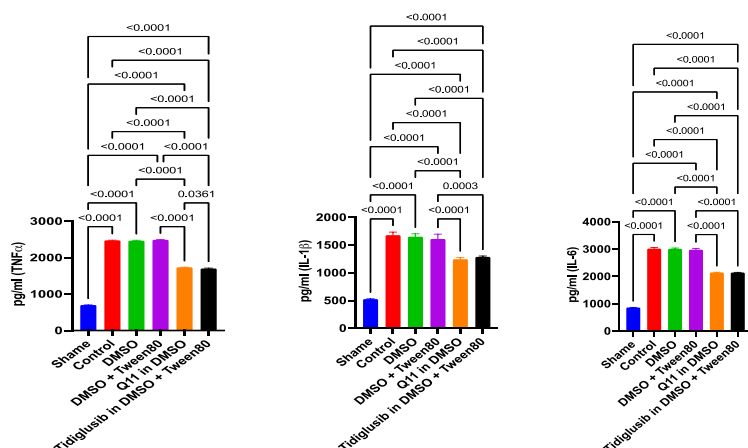 <0.0001
<0.0001
<0.0001
<0.0001
<0.0001
<0.0001 <0.0001
<0.0001
<0.0001 0.0361
<0.0001 <0.0001
pg/ml (TNFα)
3000
2000
1000
0
Shame
Control
DMSO
DMSO + Tween80
Q11 in DMSO
Tidiglusib in DMSO + Tween80
<0.0001
<0.0001
<0.0001
<0.0001
<0.0001
<0.0001
<0.0001
<0.0001 0.0003
<0.0001 <0.0001
pg/ml (IL-1β)
2000
1500
1000
500
0
Shame
Control
DMSO
DMSO + Tween80
Q11 in DMSO
Tidiglusib in DMSO + Tween80
<0.0001
<0.0001
<0.0001
<0.0001
<0.0001
<0.0001
<0.0001
<0.0001
<0.0001 <0.0001
pg/ml (IL-6)
4000
3000
2000
1000
0
Shame
Control
DMSO
DMSO + Tween80
Q11 in DMSO
Tidiglusib in DMSO + Tween80